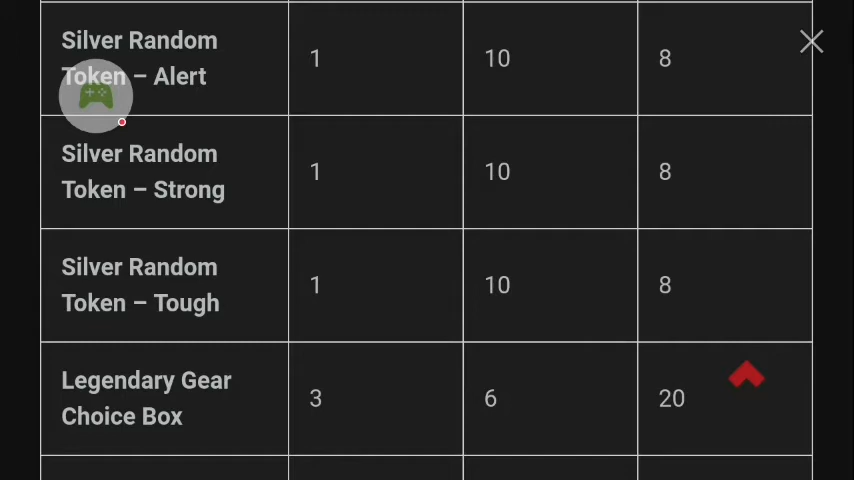 Silver Random
Token – Alert
1
10
8
Silver Random
Token – Strong
1
10
8
Silver Random
Token – Tough
1
10
8
Legendary Gear
Choice Box
3
6
20